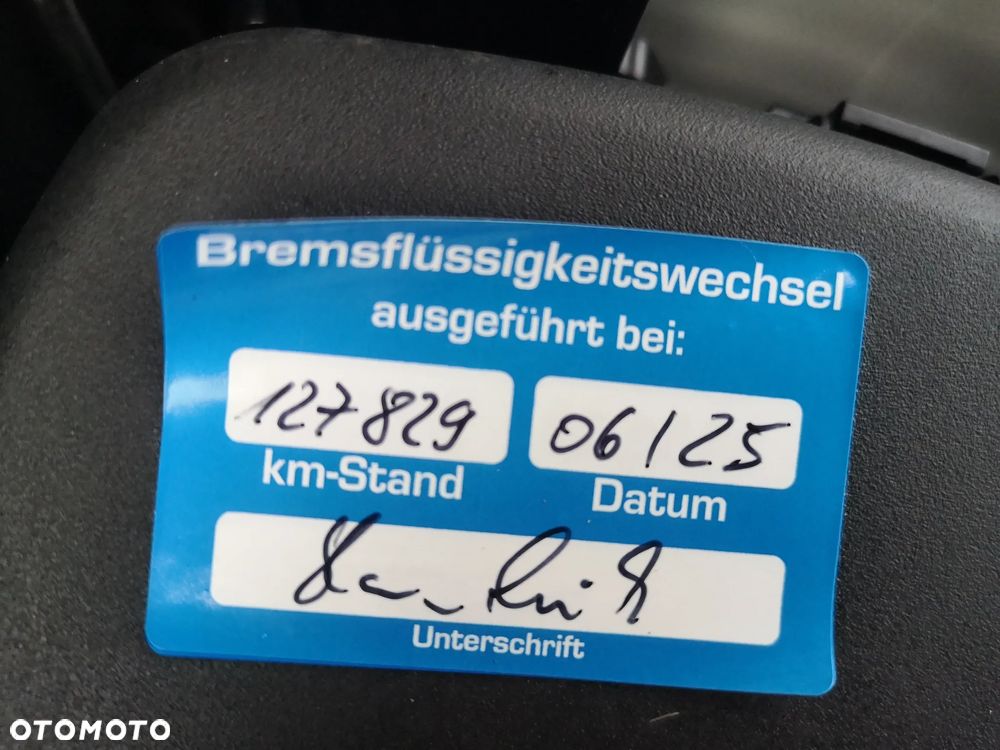 Bremsflüssigkeitswechsel
ausgeführt bei:
127829 06/25
km-Stand Datum
Unterschrift
OTOMOTO